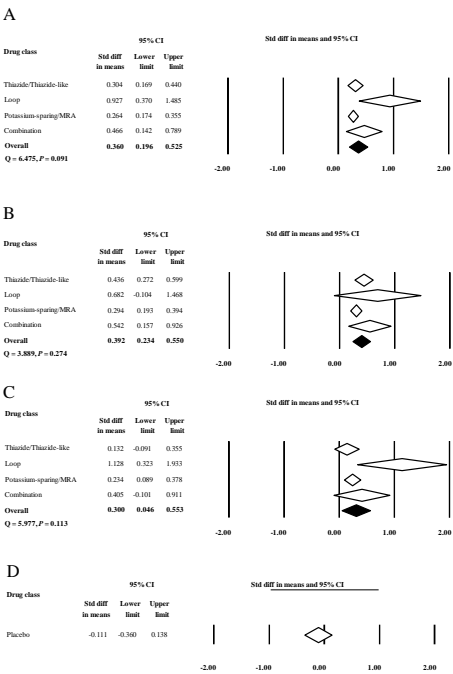 A
95% CI Std diff in means and 95% CI
Drug class
Std diff in means Lower limit Upper limit
Thiazide/Thiazide-like 0.304 0.169 0.440
Loop 0.927 0.370 1.485
Potassium-sparing/MRA 0.264 0.174 0.355
Combination 0.466 0.142 0.789
Overall 0.360 0.196 0.525
Q = 6.475, P = 0.091
-2.00 -1.00 0.00 1.00 2.00
B
95% CI Std diff in means and 95% CI
Drug class
Std diff in means Lower limit Upper limit
Thiazide/Thiazide-like 0.436 0.272 0.599
Loop 0.682 -0.104 1.468
Potassium-sparing/MRA 0.294 0.193 0.394
Combination 0.542 0.157 0.926
Overall 0.392 0.234 0.550
Q = 3.889, P = 0.274
-2.00 -1.00 0.00 1.00 2.00
C
95% CI Std diff in means and 95% CI
Drug class
Std diff in means Lower limit Upper limit
Thiazide/Thiazide-like 0.132 -0.091 0.355
Loop 1.128 0.323 1.933
Potassium-sparing/MRA 0.234 0.089 0.378
Combination 0.405 -0.101 0.911
Overall 0.300 0.046 0.553
Q = 5.977, P = 0.113
-2.00 -1.00 0.00 1.00 2.00
D
95% CI Std diff in means and 95% CI
Drug class
Std diff in means Lower limit Upper limit
Placebo -0.111 -0.360 0.138
-2.00 -1.00 0.00 1.00 2.00